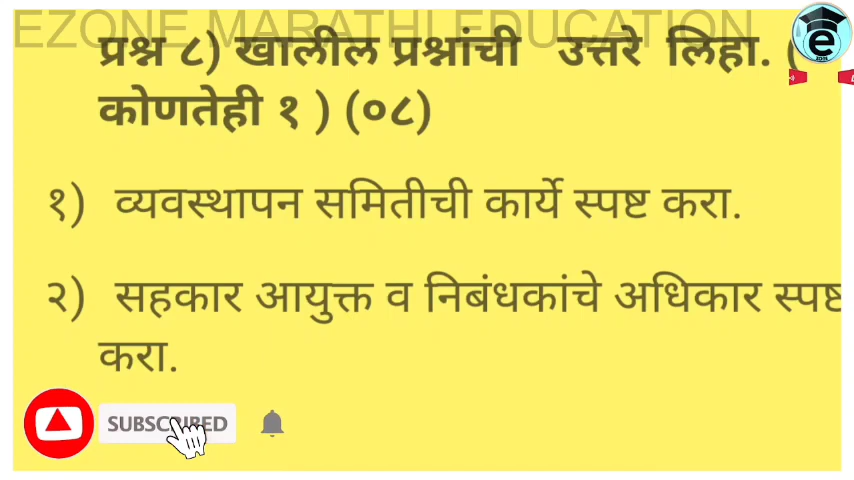 EZONE MARATHI EDUCATION
प्रश्न ८) खालील प्रश्नांची उत्तरे लिहा. (
कोणतेही १ ) (०८)
१) व्यवस्थापन समितीची कार्ये स्पष्ट करा.
२) सहकार आयुक्त व निबंधकांचे अधिकार स्पष्ट
करा.
SUBSCRIBED